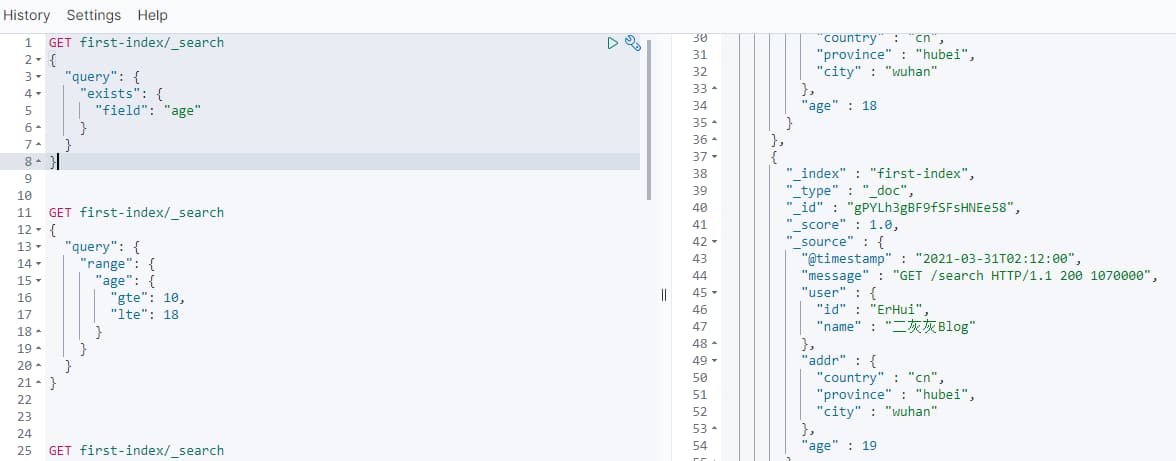 History Settings Help
1 GET first-index/_search
2 {
3 "query": {
4 "exists": {
5 "field": "age"
6 }
7 }
8 }
9
10
11 GET first-index/_search
12 {
13 "query": {
14 "range": {
15 "age": {
16 "gte": 10,
17 "lte": 18
18 }
19 }
20 }
21 }
22
23
24
25 GET first-index/_search
30 "country" : "cn",
31 "province" : "hubei",
32 "city" : "wuhan"
33 },
34 "age" : 18
35 }
36 },
37 {
38 "_index" : "first-index",
39 "_type" : "_doc",
40 "_id" : "gPYLh3gBF9fSFsHNEe58",
41 "_score" : 1.0,
42 "_source" : {
43 "@timestamp" : "2021-03-31T02:12:00",
44 "message" : "GET /search HTTP/1.1 200 1070000",
45 "user" : {
46 "id" : "ErHui",
47 "name" : "二灰灰Blog"
48 },
49 "addr" : {
50 "country" : "cn",
51 "province" : "hubei",
52 "city" : "wuhan"
53 },
54 "age" : 19
55 }